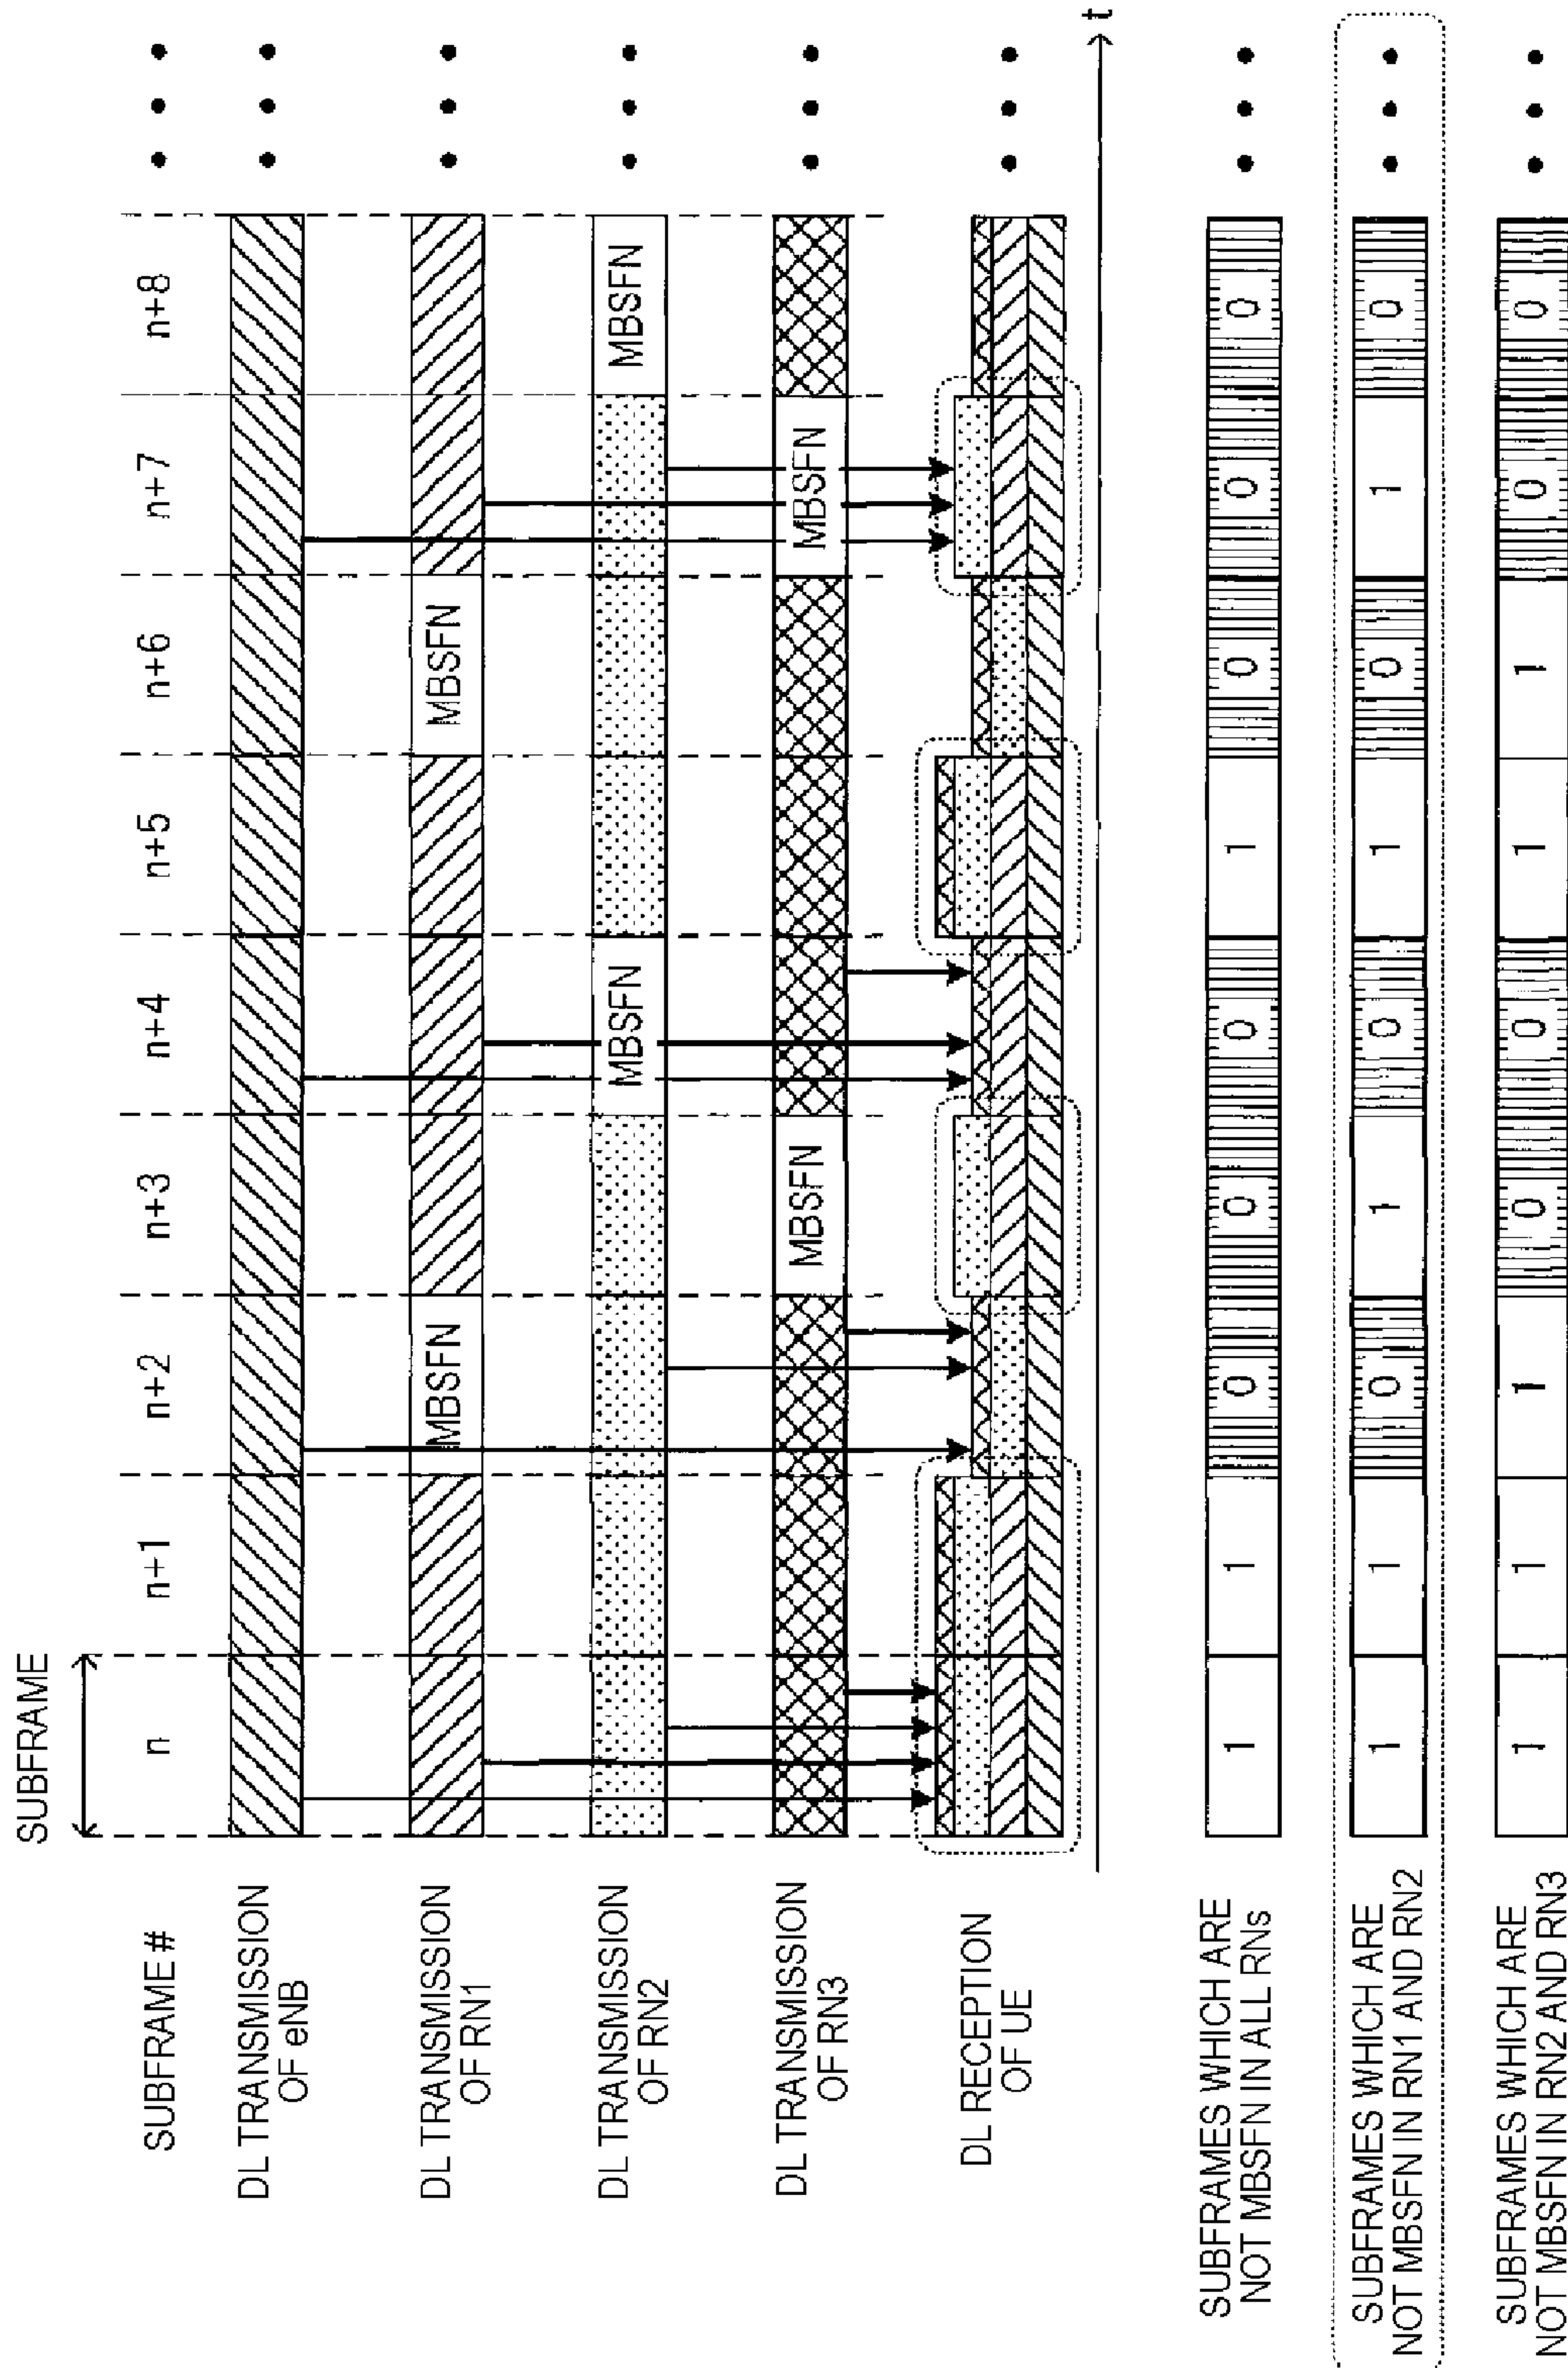 SUBFRAME
SUBFRAME # n n+1 n+2 n+3 n+4 n+5 n+6 n+7 n+8
DL TRANSMISSION
OF eNB
DL TRANSMISSION
OF RN1
MBSFN MBSFN
DL TRANSMISSION
OF RN2
MBSFN MBSFN
DL TRANSMISSION
OF RN3
MBSFN MBSFN
DL RECEPTION
OF UE
t
SUBFRAMES WHICH ARE
NOT MBSFN IN ALL RNs
1 1 0 0 0 1 0 0 0
SUBFRAMES WHICH ARE
NOT MBSFN IN RN1 AND RN2
1 1 0 1 0 1 0 1 0
SUBFRAMES WHICH ARE
NOT MBSFN IN RN2 AND RN3
1 1 1 0 0 1 1 0 0